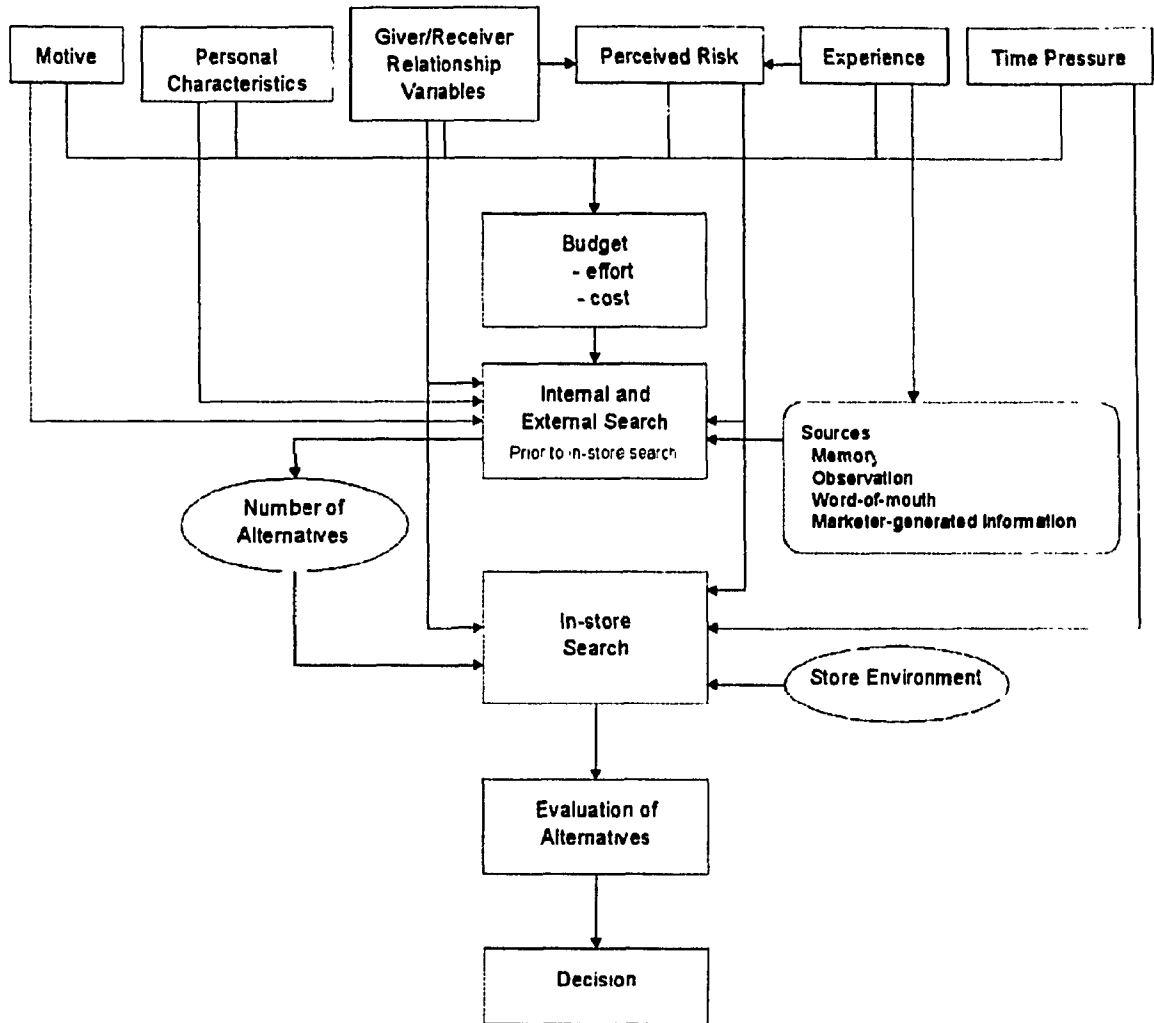 Motive
Personal
Characteristics
Giver/Receiver
Relationship
Variables
Perceived Risk
Experience
Time Pressure
Budget
- effort
- cost
Internal and
External Search
Prior to in-store search
Sources
Memory
Observation
Word-of-mouth
Marketer-generated information
Number of
Alternatives
In-store
Search
Store Environment
Evaluation of
Alternatives
Decision